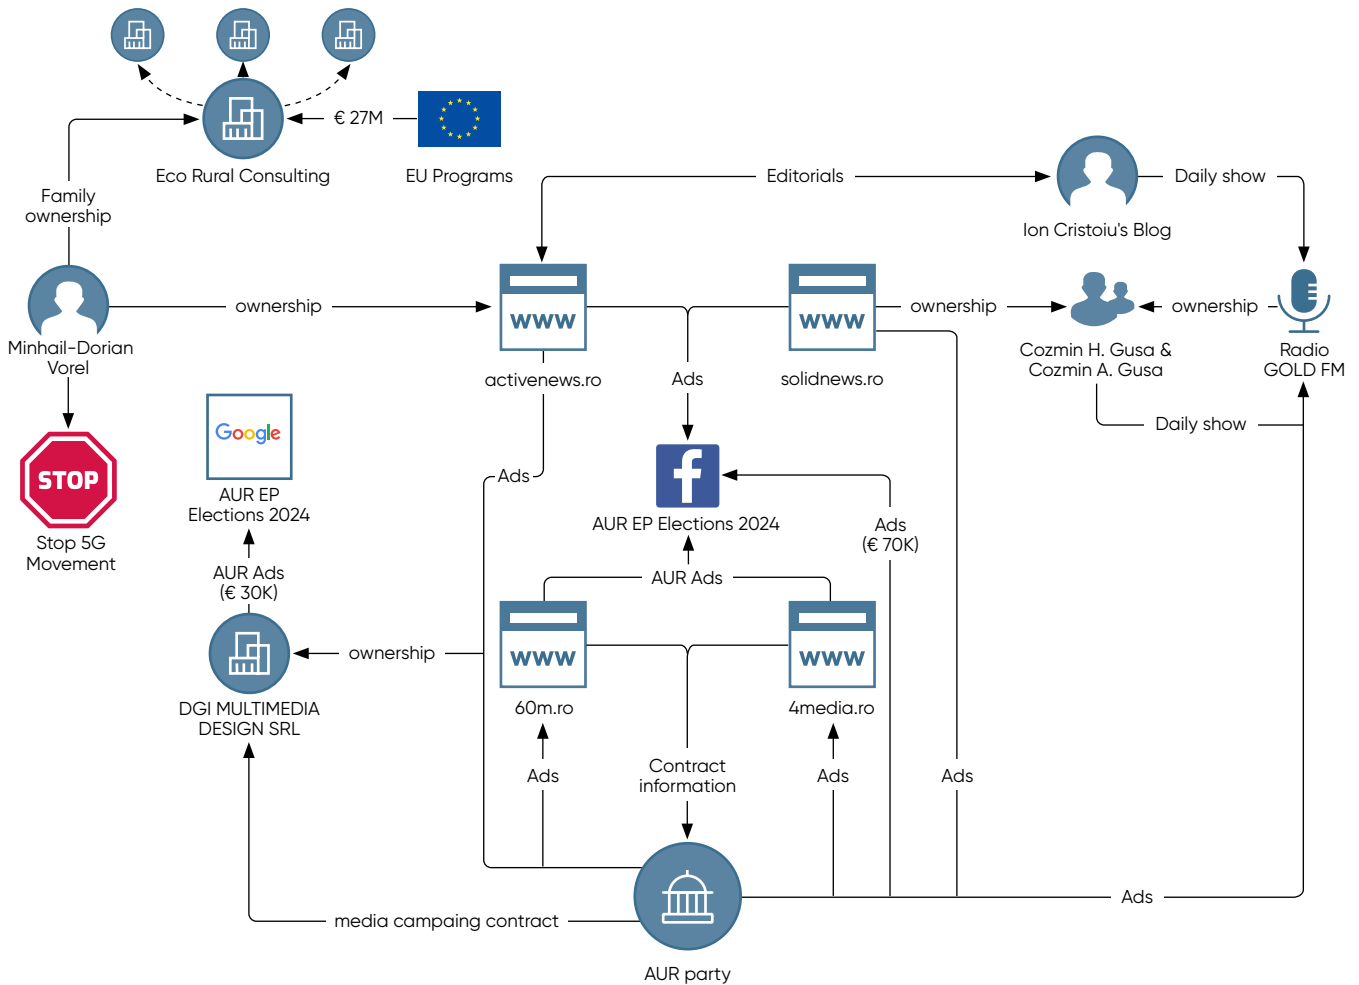 € 27M
Eco Rural Consulting
EU Programs
Editorials
Daily show
Family
ownership
Ion Cristoiu's Blog
ownership
www
www
ownership
ownership
Minhail-Dorian
Vorel
activenews.ro
Ads
solidnews.ro
Cozmin H. Gusa &
Cozmin A. Gusa
Radio
GOLD FM
Google
Daily show
STOP
Ads
f
AUR EP
Elections 2024
AUR EP Elections 2024
Ads
(€ 70K)
Stop 5G
Movement
AUR Ads
(€ 30K)
AUR Ads
ownership
www
www
DGI MULTIMEDIA
DESIGN SRL
60m.ro
4media.ro
Ads
Contract
information
Ads
Ads
Ads
media campaing contract
AUR party